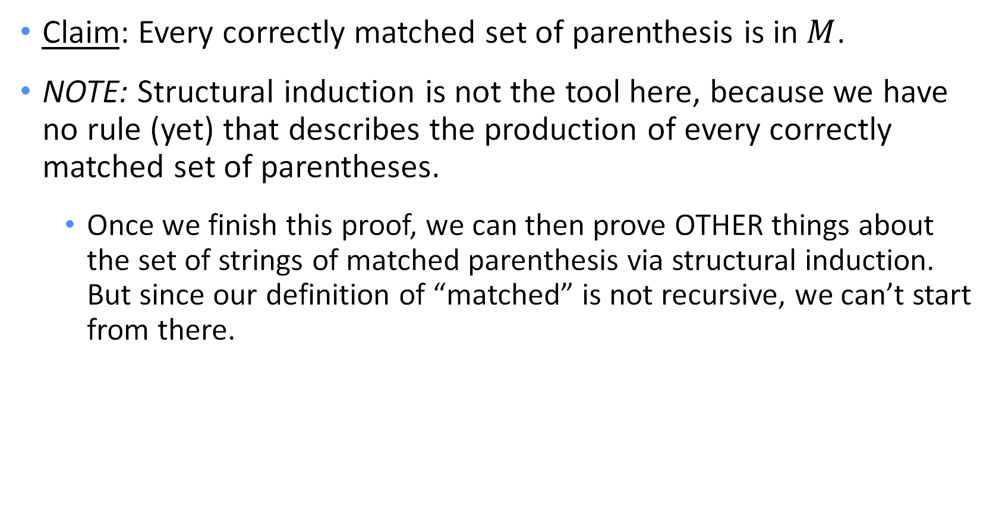 • Claim: Every correctly matched set of parenthesis is in M.
• NOTE: Structural induction is not the tool here, because we have
no rule (yet) that describes the production of every correctly
matched set of parentheses.
• Once we finish this proof, we can then prove OTHER things about
the set of strings of matched parenthesis via structural induction.
But since our definition of “matched” is not recursive, we can’t start
from there.